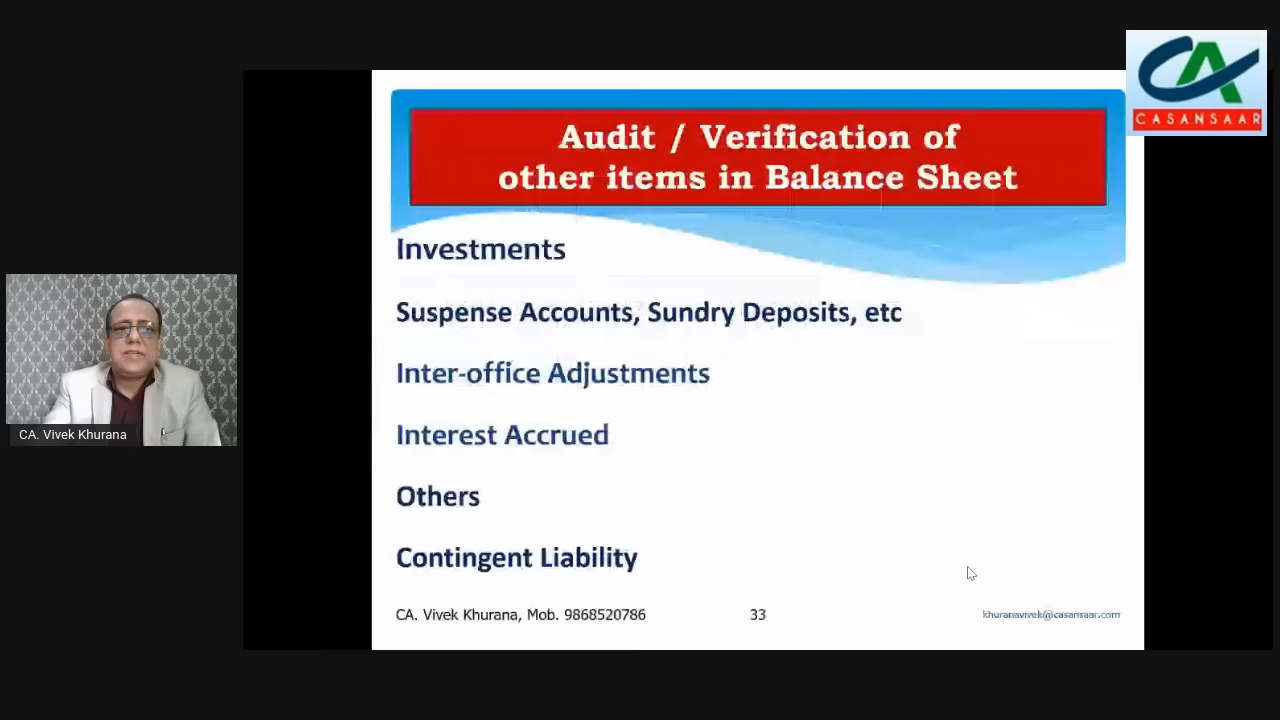 CASANSAAR
Audit / Verification of
other items in Balance Sheet
Investments
Suspense Accounts, Sundry Deposits, etc
Inter-office Adjustments
Interest Accrued
Others
Contingent Liability
CA. Vivek Khurana, Mob. 9868520786
33
khuranavivek@casansaar.com
CA. Vivek Khurana